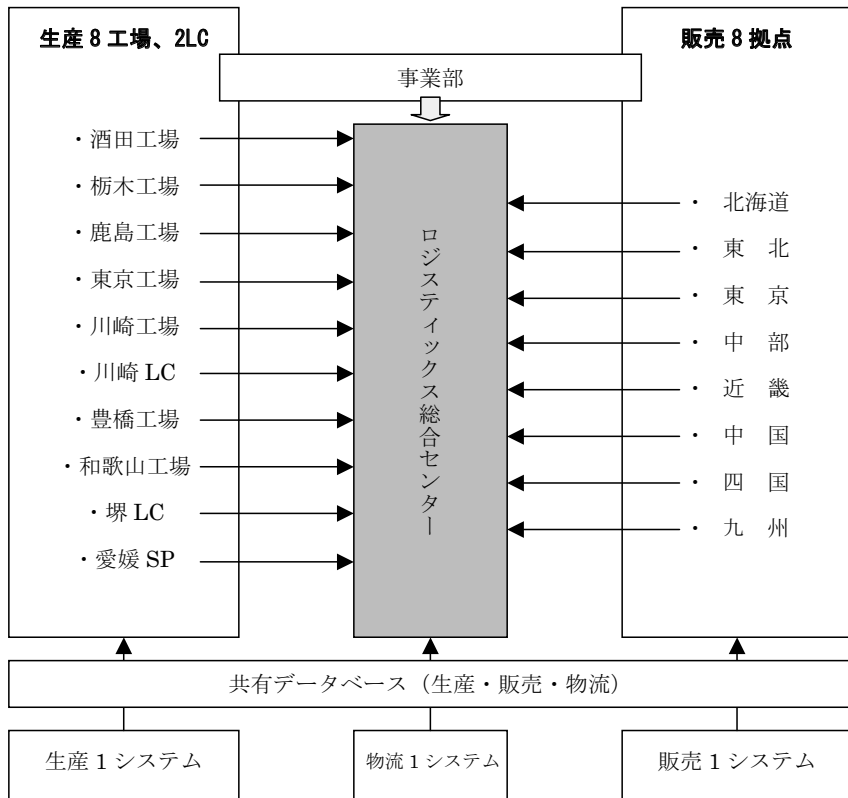 生産 8 工場、2LC
販売 8 拠点
事業部
・酒田工場
・栃木工場
・鹿島工場
・東京工場
・川崎工場
・川崎 LC
・豊橋工場
・和歌山工場
・堺 LC
・愛媛 SP
ロジスティックス総合センター
・ 北海道
・ 東　北
・ 東　京
・ 中　部
・ 近　畿
・ 中　国
・ 四　国
・ 九　州
共有データベース（生産・販売・物流）
生産 1 システム
物流 1 システム
販売 1 システム